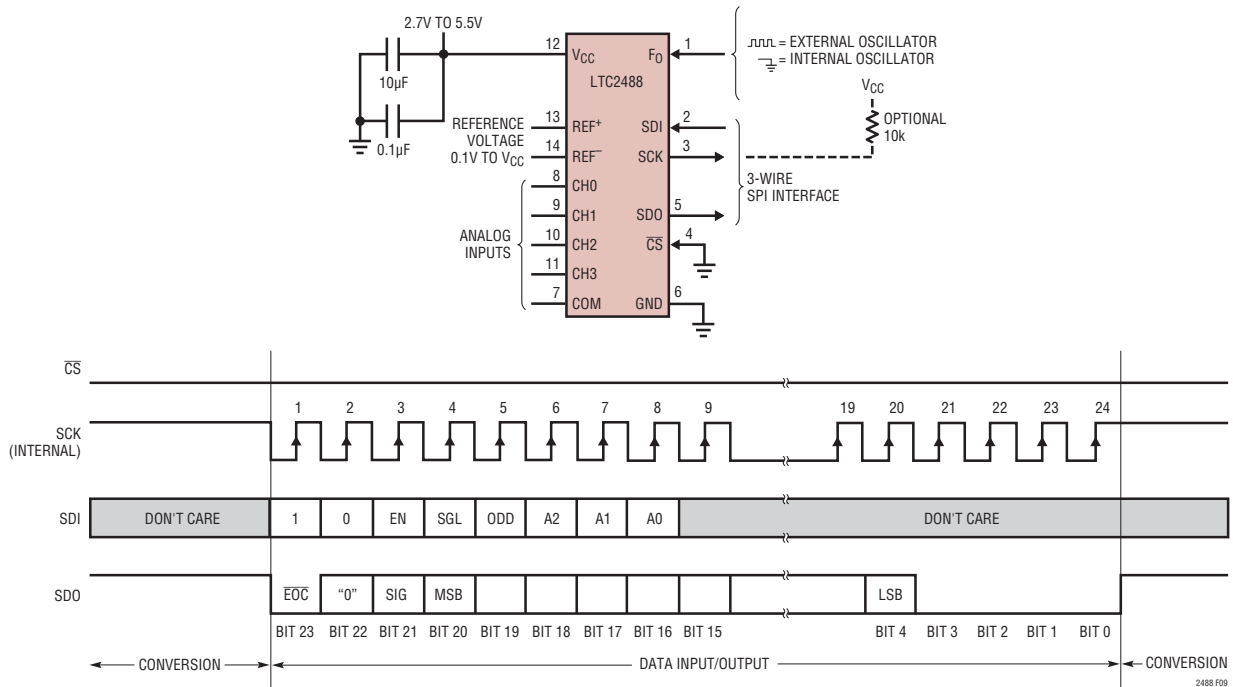 2.7V TO 5.5V
10µF
0.1µF
REFERENCE
VOLTAGE
0.1V TO VCC
ANALOG
INPUTS
12
VCC
13
REF+
14
REF–
8
CH0
9
CH1
10
CH2
11
CH3
7
COM
LTC2488
FO
1
SDI
2
SCK
3
SDO
5
CS
4
GND
6
= EXTERNAL OSCILLATOR
= INTERNAL OSCILLATOR
VCC
OPTIONAL
10k
3-WIRE
SPI INTERFACE
CS
SCK
(INTERNAL)
1 2 3 4 5 6 7 8 9 19 20 21 22 23 24
SDI
DON'T CARE 1 0 EN SGL ODD A2 A1 A0 DON'T CARE
SDO
EOC “0” SIG MSB LSB
BIT 23 BIT 22 BIT 21 BIT 20 BIT 19 BIT 18 BIT 17 BIT 16 BIT 15 BIT 4 BIT 3 BIT 2 BIT 1 BIT 0
CONVERSION DATA INPUT/OUTPUT CONVERSION
2488 F09